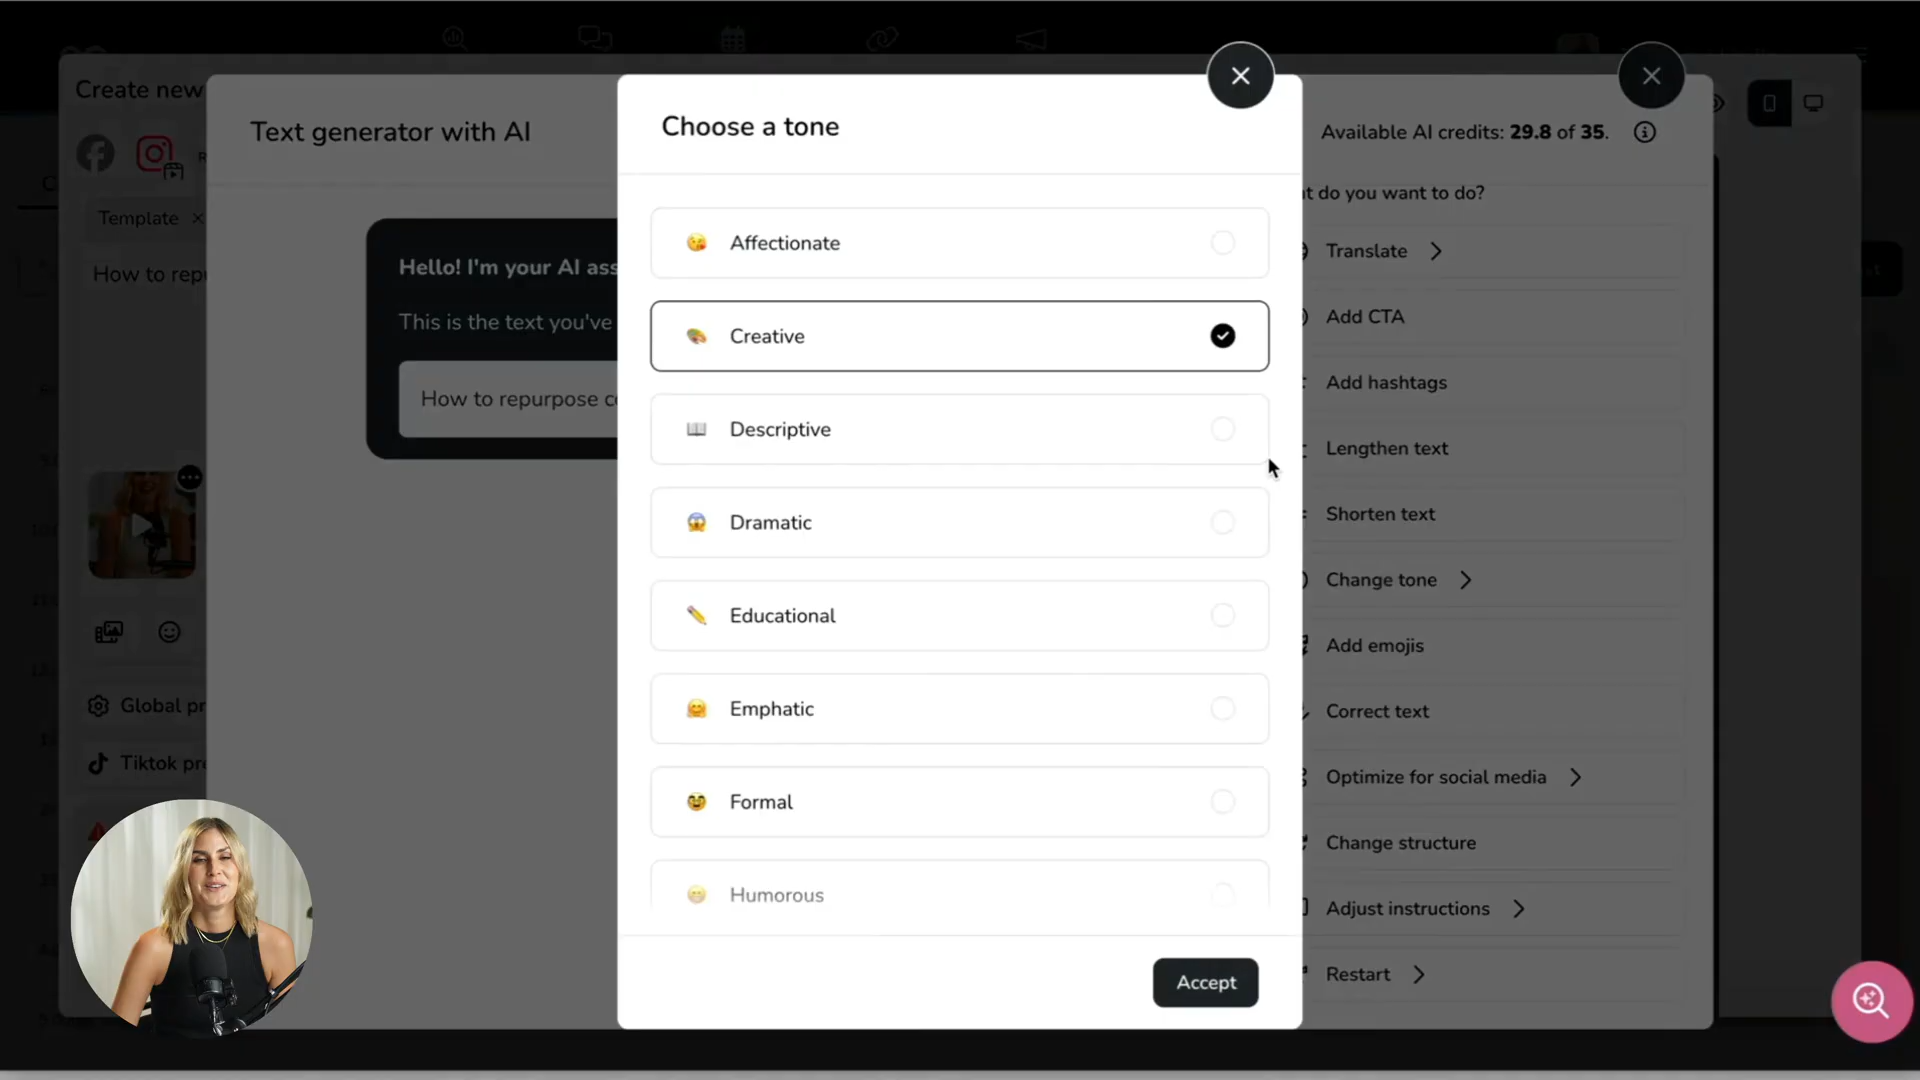 Create new
Text generator with AI
Choose a tone
Available AI credits: 29.8 of 35.
Template
How to rep
Hello! I'm your AI ass
This is the text you've
How to repurpose c
Global pr
Tiktok pre
Affectionate
Creative
Descriptive
Dramatic
Educational
Emphatic
Formal
Humorous
Accept
t do you want to do?
Translate
Add CTA
Add hashtags
Lengthen text
Shorten text
Change tone
Add emojis
Correct text
Optimize for social media
Change structure
Adjust instructions
Restart